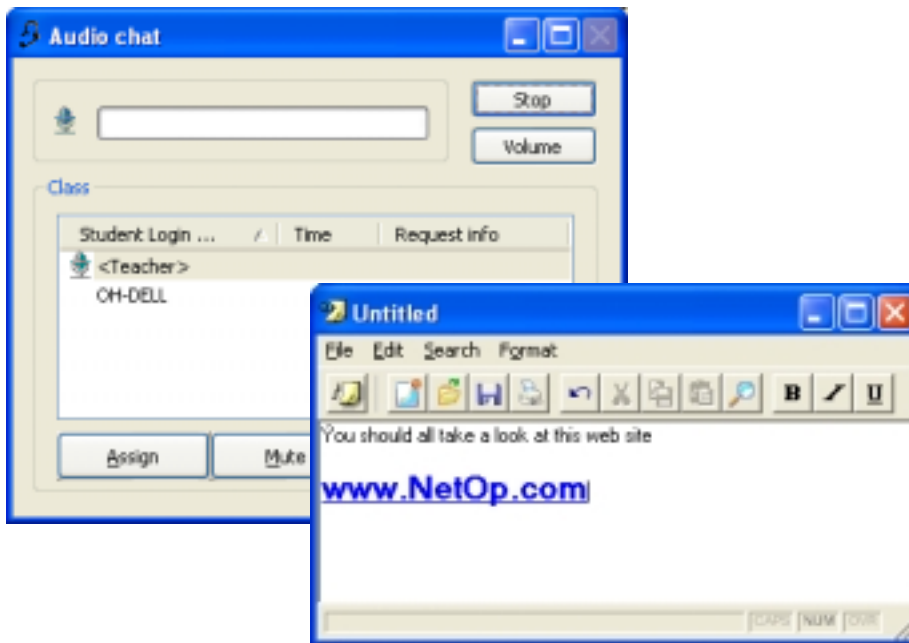 Audio chat
Stop
Volume
Class
Student Login ... Time Request info
<Teacher>
OH-DELL
Assign Mute
Untitled
File Edit Search Format
B I U
You should all take a look at this web site
www.NetOp.com
CAPS NUM OVR